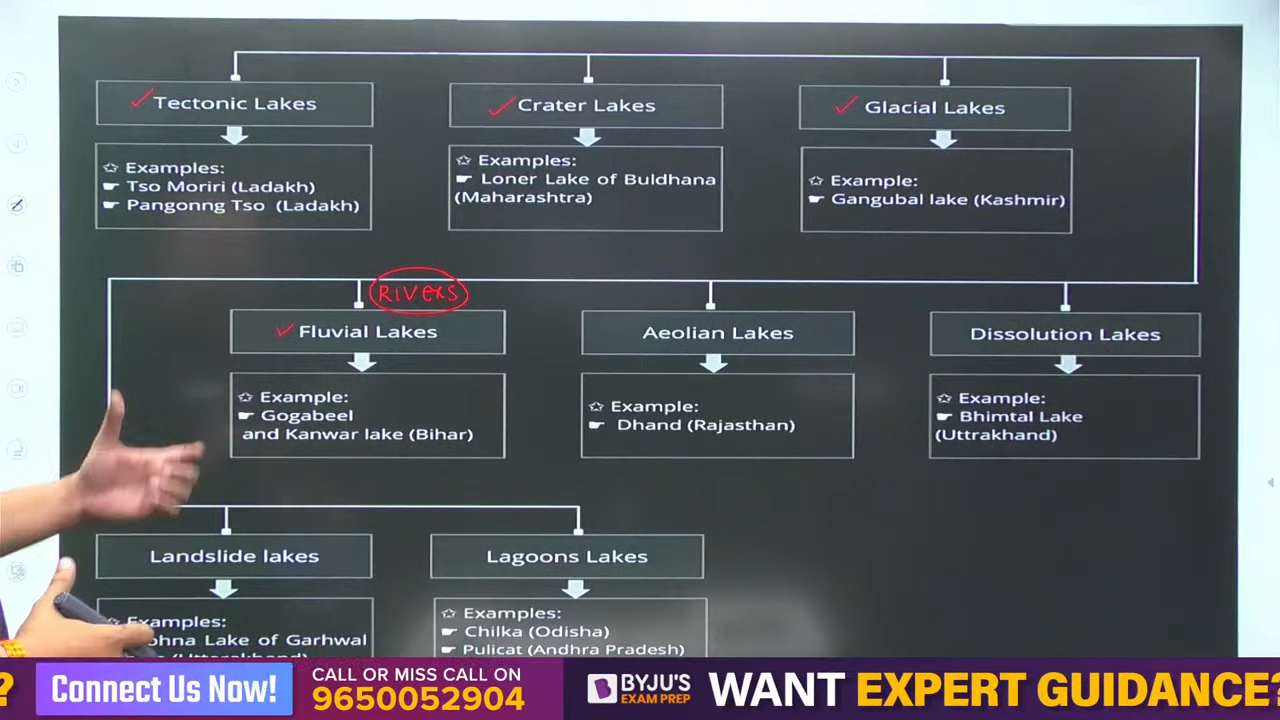 Tectonic Lakes
Crater Lakes
Glacial Lakes
✩ Examples:
☛ Tso Moriri (Ladakh)
☛ Pangonng Tso (Ladakh)
✩ Examples:
☛ Loner Lake of Buldhana
(Maharashtra)
✩ Example:
☛ Gangubal lake (Kashmir)
RIVERS
Fluvial Lakes
Aeolian Lakes
Dissolution Lakes
✩ Example:
☛ Gogabeel
and Kanwar lake (Bihar)
✩ Example:
☛ Dhand (Rajasthan)
✩ Example:
☛ Bhimtal Lake
(Uttrakhand)
Landslide lakes
Lagoons Lakes
Examples:
Lake of Garhwal
✩ Examples:
☛ Chilka (Odisha)
☛ Pulicat (Andhra Pradesh)
?
Connect Us Now!
CALL OR MISS CALL ON
9650052904
BYJU'S
EXAM PREP
WANT EXPERT GUIDANCE?